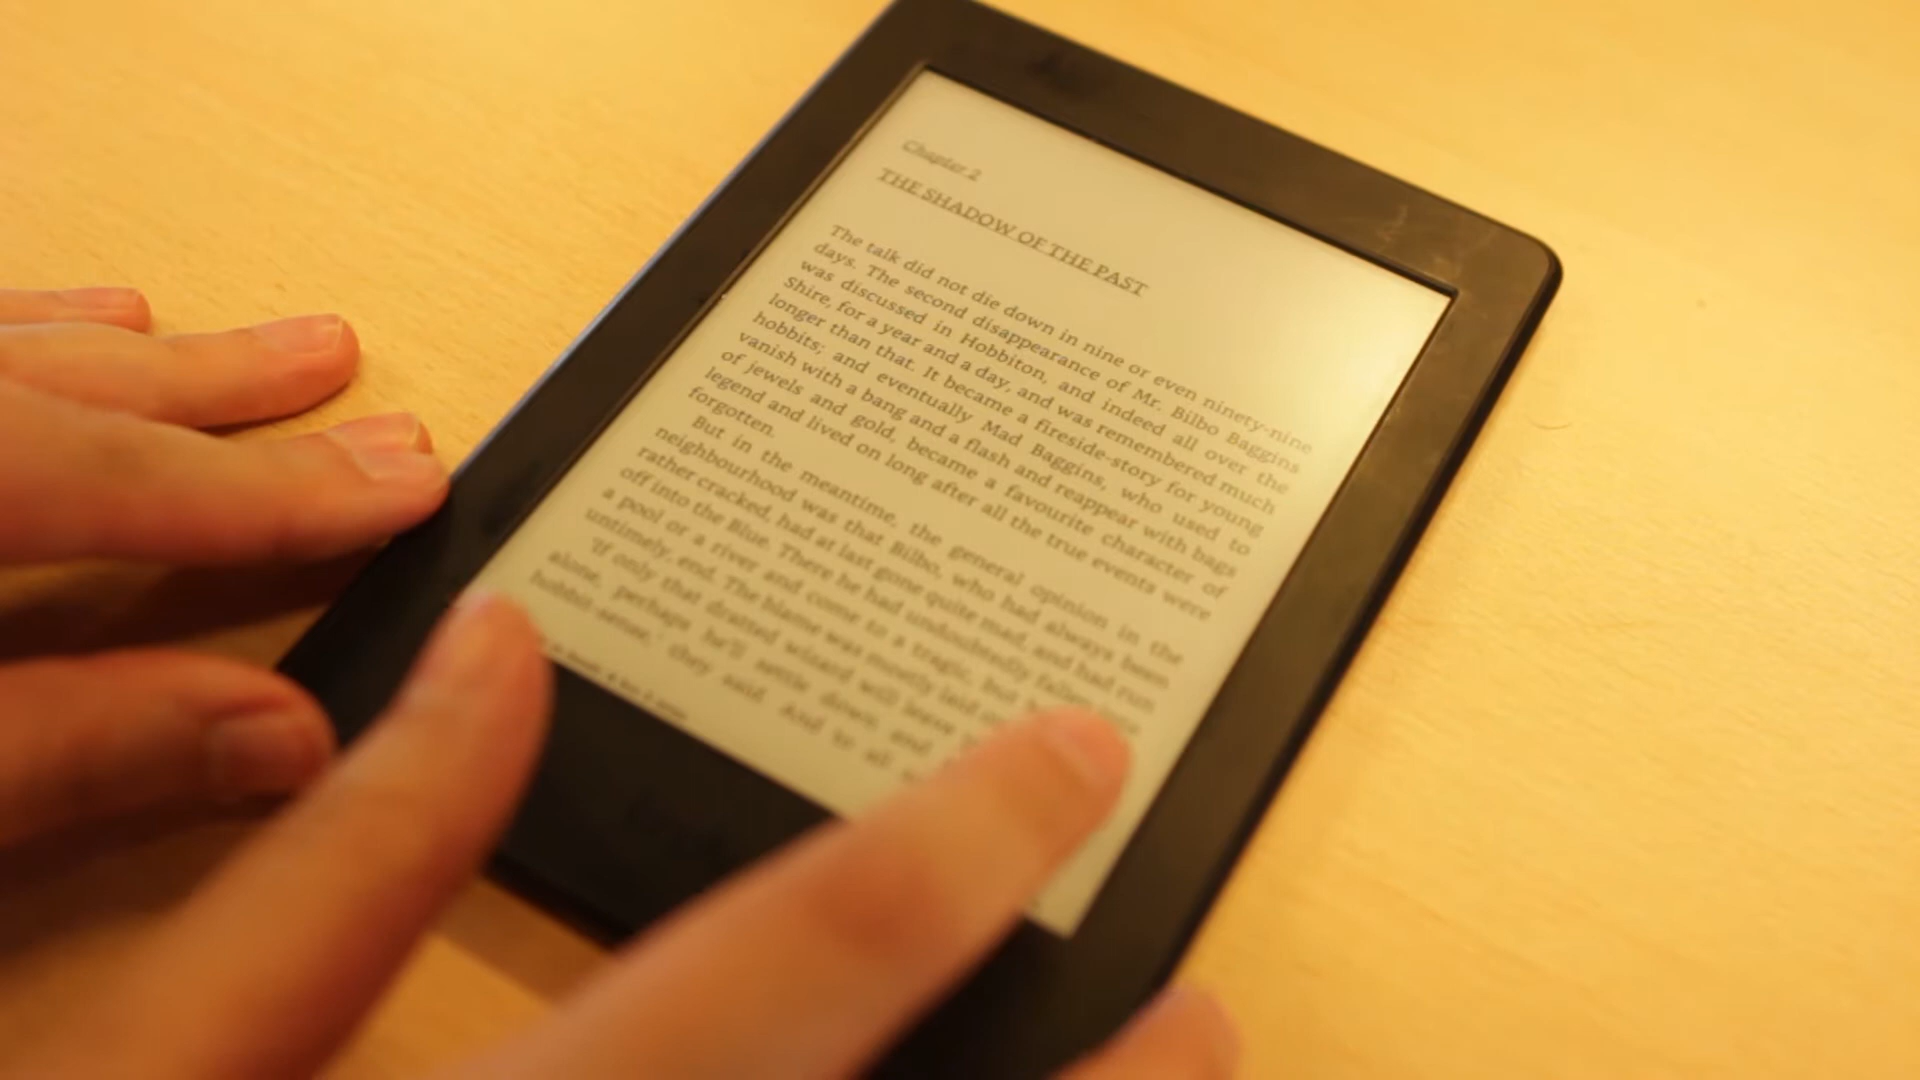 Chapter 2
THE SHADOW OF THE PAST
The talk did not die down in nine or even ninety-nine
days. The second disappearance of Mr. Bilbo Baggins
was discussed in Hobbiton, and indeed all over the
Shire, for a year and a day, and was remembered much
longer than that. It became a fireside-story for young
hobbits; and eventually Mad Baggins, who used to
vanish with a bang and a flash and reappear with bags
of jewels and gold, became a favourite character of
legend and lived on long after all the true events were
forgotten.
But in the meantime, the general opinion in the
neighbourhood was that Bilbo, who had always been
rather cracked, had at last gone quite mad, and had run
off into the Blue. There he had undoubtedly fallen into
a pool or a river and come to a tragic, but
untimely, end. The blame was mostly laid
'If only that dratted wizard will leave
alone, perhaps he'll settle down and
hobbit-sense,' they said. And to all